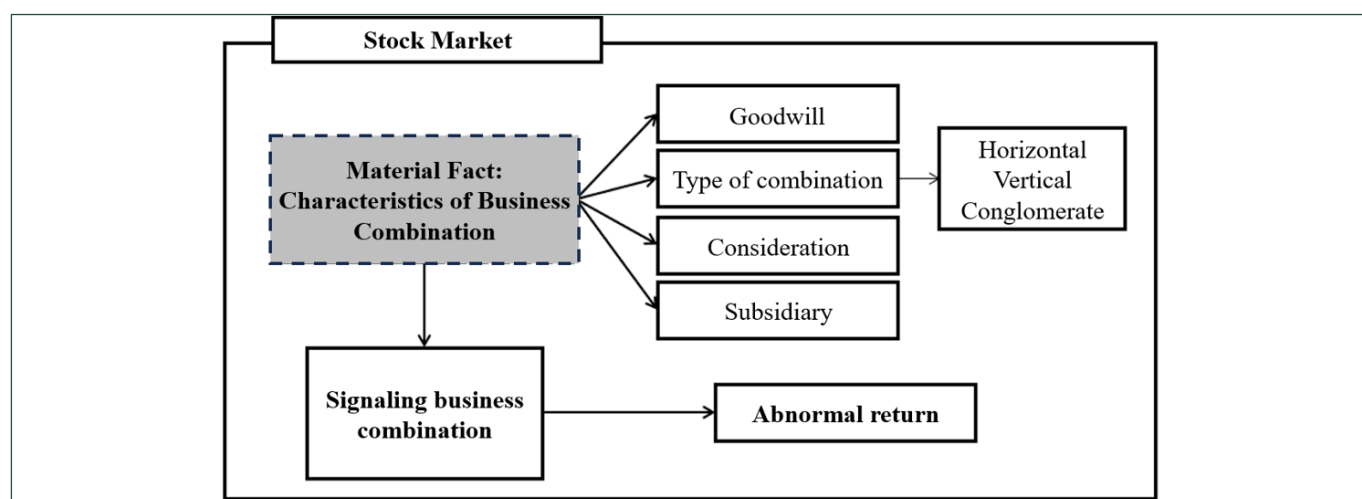 Stock Market
Material Fact:
Characteristics of Business
Combination
Goodwill
Type of combination
Consideration
Subsidiary
Horizontal
Vertical
Conglomerate
Signaling business
combination
Abnormal return